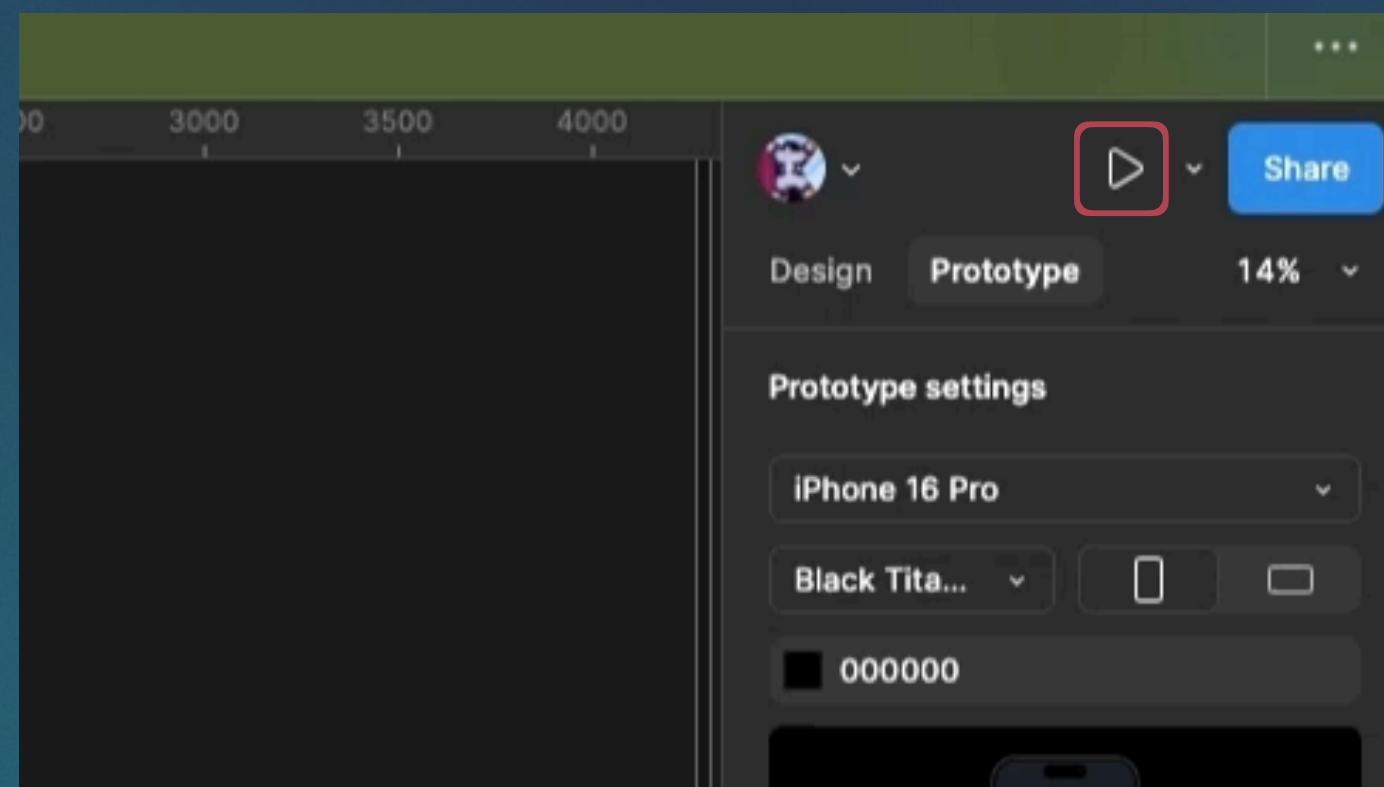 00 3000 3500 4000
Share
Design Prototype 14%
Prototype settings
iPhone 16 Pro
Black Tita...
000000